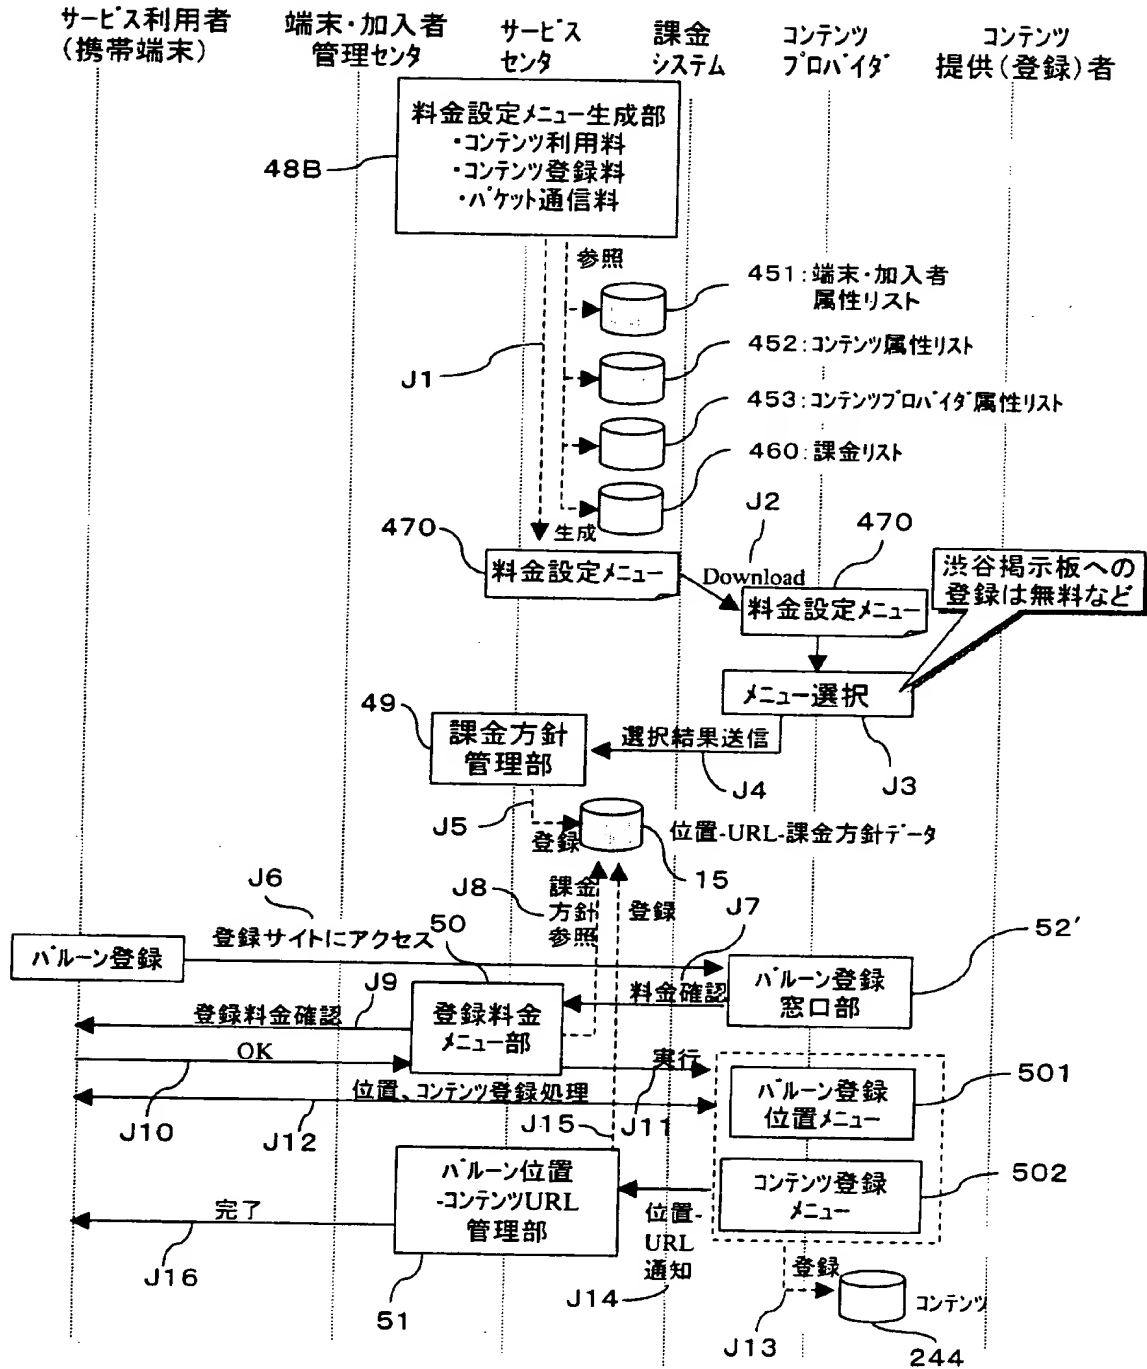 サービス利用者
(携帯端末)
端末・加入者
管理センタ
サービス
センタ
課金
システム
コンテンツ
プロバイダ
コンテンツ
提供(登録)者
料金設定メニュー生成部
・コンテンツ利用料
・コンテンツ登録料
・パケット通信料
48B
参照
451:端末・加入者
属性リスト
452:コンテンツ属性リスト
453:コンテンツプロバイダ属性リスト
460:課金リスト
J1
生成
470
料金設定メニュー
J2
Download
470
料金設定メニュー
渋谷掲示板への
登録は無料など
メニュー選択
J3
49
課金方針
管理部
選択結果送信
J4
J5
登録
位置-URL-課金方針データ
15
J8
課金
方針
参照
登録
J6
登録サイトにアクセス
バルーン登録
50
J7
52'
バルーン登録
窓口部
料金確認
J9
登録料金確認
登録料金
メニュー部
OK
J10
実行
J11
位置、コンテンツ登録処理
J12
501
バルーン登録
位置メニュー
502
コンテンツ登録
メニュー
J15
バルーン位置
-コンテンツURL
管理部
51
位置-
URL
通知
J14
完了
J16
登録
J13
コンテンツ
244